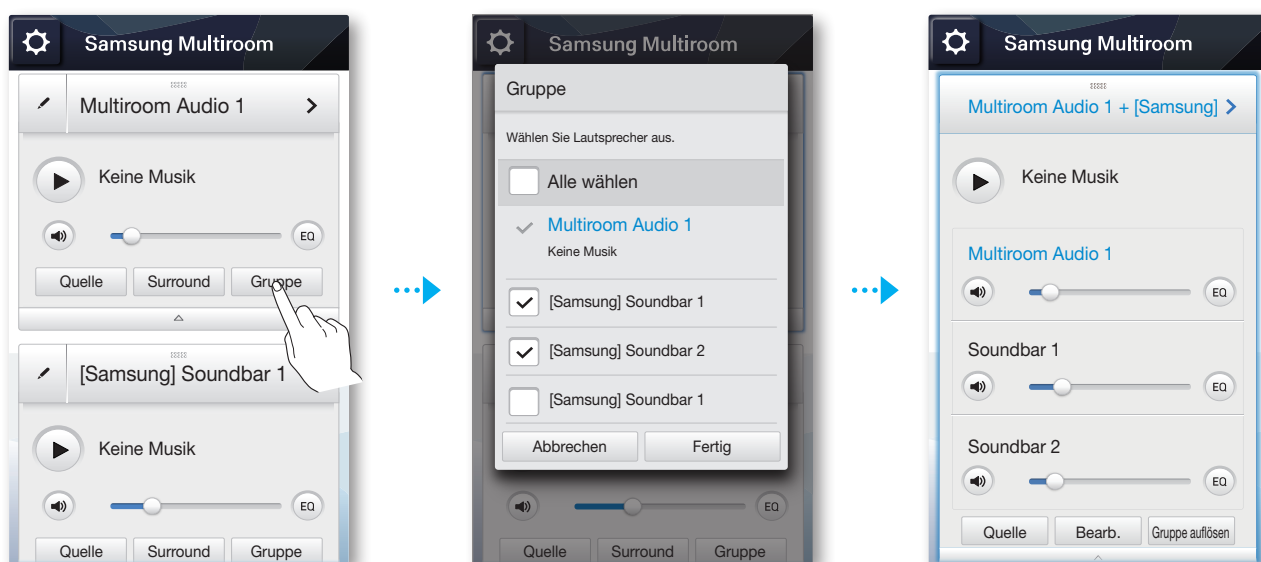 Samsung Multiroom
Multiroom Audio 1
Keine Musik
EQ
Quelle
Surround
Gruppe
[Samsung] Soundbar 1
Keine Musik
EQ
Quelle
Surround
Gruppe
Samsung Multiroom
Gruppe
Wählen Sie Lautsprecher aus.
Alle wählen
Multiroom Audio 1
Keine Musik
[Samsung] Soundbar 1
[Samsung] Soundbar 2
[Samsung] Soundbar 1
Abbrechen
Fertig
EQ
Quelle
Surround
Gruppe
Samsung Multiroom
Multiroom Audio 1 + [Samsung]
Keine Musik
Multiroom Audio 1
EQ
Soundbar 1
EQ
Soundbar 2
EQ
Quelle
Bearb.
Gruppe auflösen